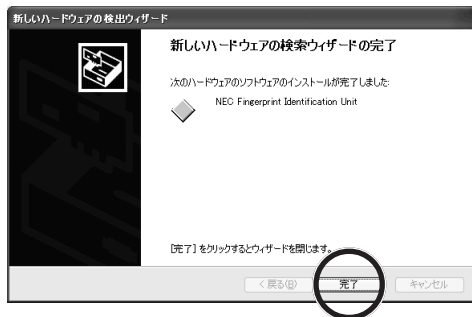 新しいハードウェアの検出ウィザード
新しいハードウェアの検索ウィザードの完了
次のハードウェアのソフトウェアのインストールが完了しました:
NEC Fingerprint Identification Unit
[完了] をクリックするとウィザードを閉じます。
< 戻る(B) 完了 キャンセル